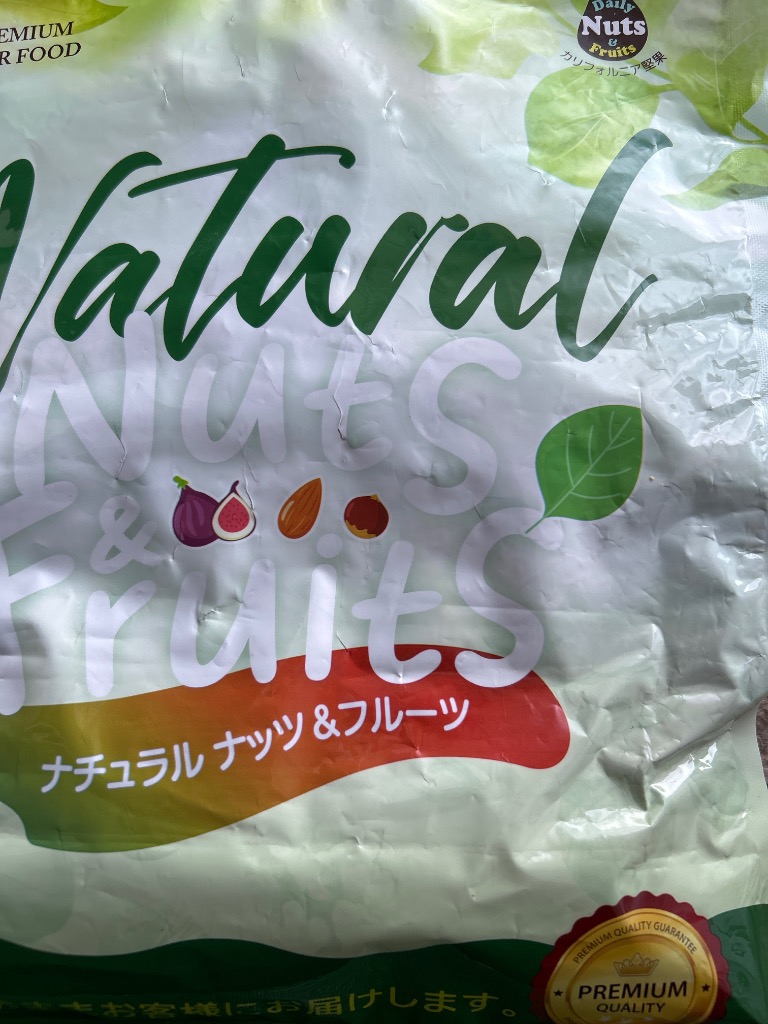 Daily
Nuts
&
Fruits
カリフォルニア堅果
FOOD
Natural
Nuts
&
Fruits
ナチュラル ナッツ&フルーツ
お客様にお届けします。
PREMIUM QUALITY GUARANTEE
PREMIUM
QUALITY